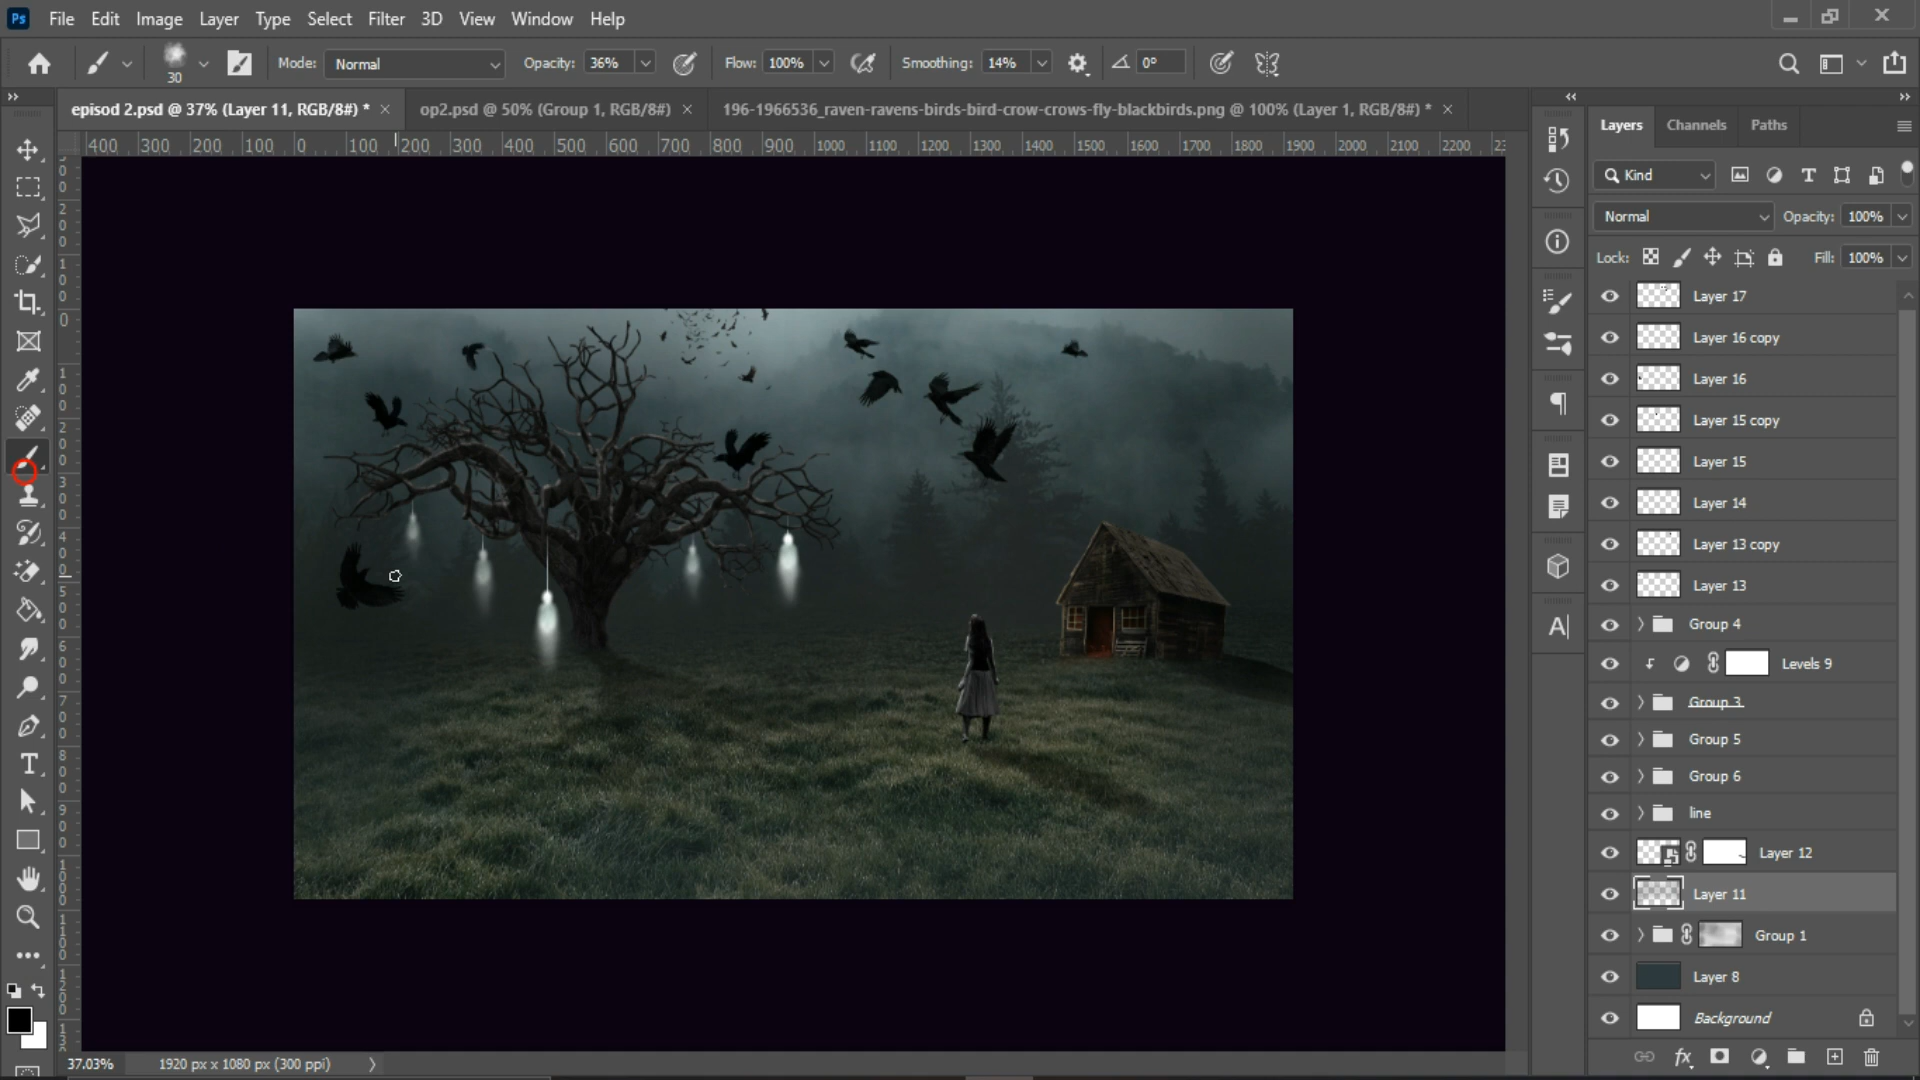 Ps File Edit Image Layer Type Select Filter 3D View Window Help
30 Mode: Normal Opacity: 36% Flow: 100% Smoothing: 14% 0°
episod 2.psd @ 37% (Layer 11, RGB/8#) * op2.psd @ 50% (Group 1, RGB/8#) 196-1966536_raven-ravens-birds-bird-crow-crows-fly-blackbirds.png @ 100% (Layer 1, RGB/8#) *
400 300 200 100 0 100 200 300 400 500 600 700 800 900 1000 1100 1200 1300 1400 1500 1600 1700 1800 1900 2000 2100 2200 23
Layers Channels Paths
Kind
Normal Opacity: 100%
Lock: Fill: 100%
Layer 17
Layer 16 copy
Layer 16
Layer 15 copy
Layer 15
Layer 14
Layer 13 copy
Layer 13
Group 4
Levels 9
Group 3
Group 5
Group 6
line
Layer 12
Layer 11
Group 1
Layer 8
Background
37.03% 1920 px x 1080 px (300 ppi)